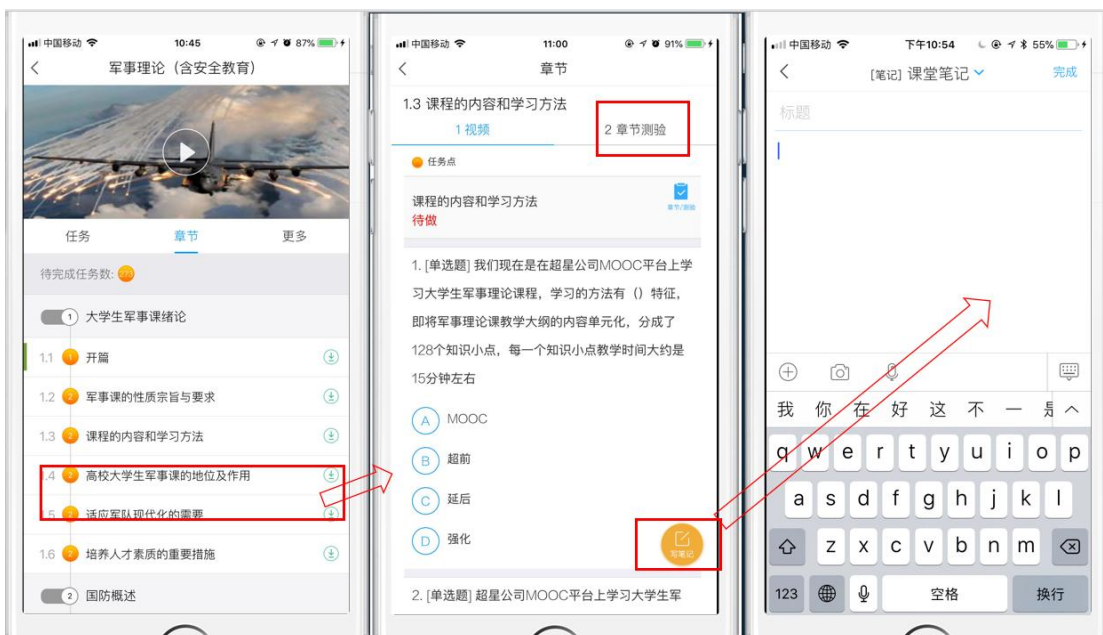 中国移动 10:45 87%
军事理论（含安全教育）
任务 章节 更多
待完成任务数:
1 大学生军事课绪论
1.1 开篇
1.2 2 军事课的性质宗旨与要求
1.3 2 课程的内容和学习方法
1.4 2 高校大学生军事课的地位及作用
1.5 2 适应军队现代化的需要
1.6 2 培养人才素质的重要措施
2 国防概述
中国移动 11:00 91%
章节
1.3 课程的内容和学习方法
1 视频 2 章节测验
任务点
课程的内容和学习方法
章节/测验
待做
1. [单选题] 我们现在是在超星公司MOOC平台上学
习大学生军事理论课程，学习的方法有（）特征，
即将军事理论课教学大纲的内容单元化，分成了
128个知识小点，每一个知识小点教学时间大约是
15分钟左右
A MOOC
B 超前
C 延后
D 强化
写笔记
2. [单选题] 超星公司MOOC平台上学习大学生军
中国移动 下午10:54 55%
[笔记] 课堂笔记 完成
标题
我 你 在 好 这 不 一 是
q w e r t y u i o p
a s d f g h j k l
z x c v b n m
123 空格 换行